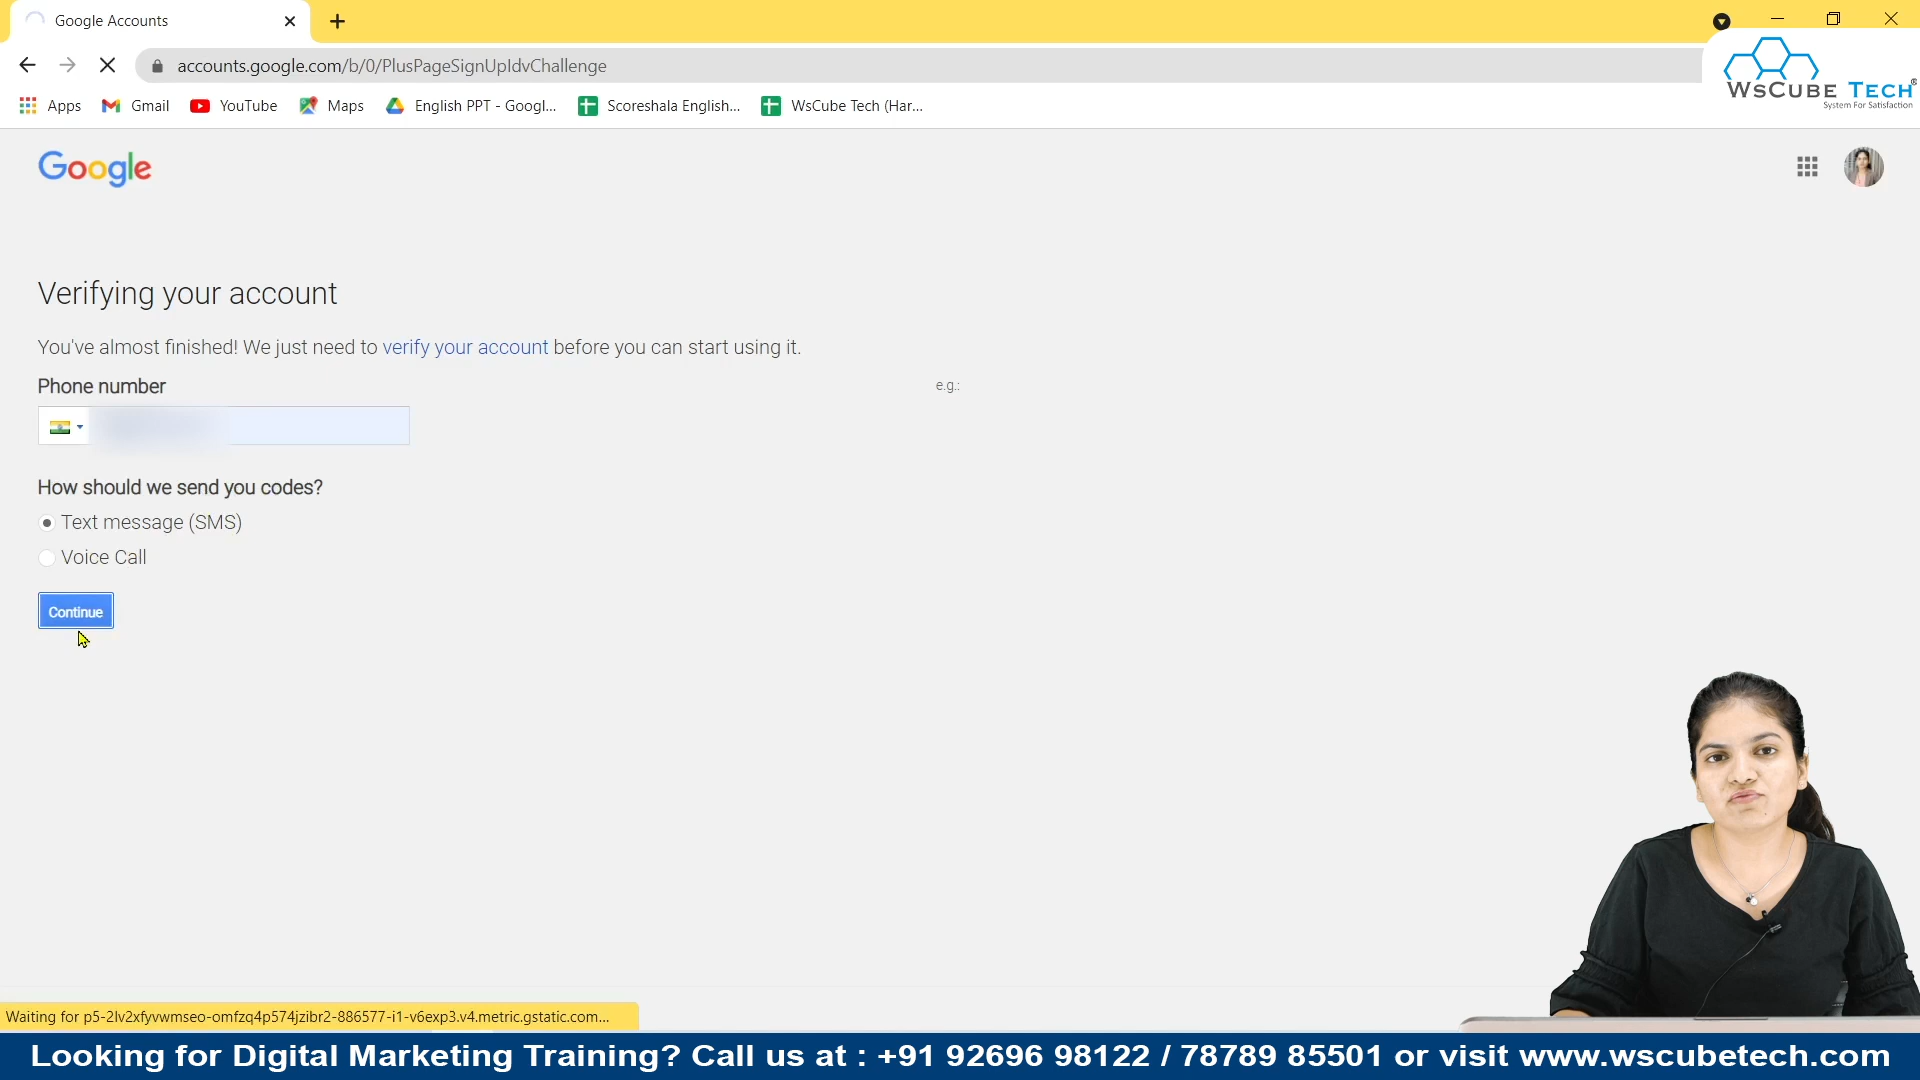 Google Accounts
accounts.google.com/b/0/PlusPageSignUpIdvChallenge
Apps Gmail YouTube Maps English PPT - Googl... Scoreshala English... WsCube Tech (Har...
WsCube Tech®
System For Satisfaction
Google
Verifying your account
You've almost finished! We just need to verify your account before you can start using it.
Phone number
e.g.:
How should we send you codes?
Text message (SMS)
Voice Call
Continue
Waiting for p5-2lv2xfyvwmseo-omfzq4p574jzibr2-886577-i1-v6exp3.v4.metric.gstatic.com...
Looking for Digital Marketing Training? Call us at : +91 92696 98122 / 78789 85501 or visit www.wscubetech.com